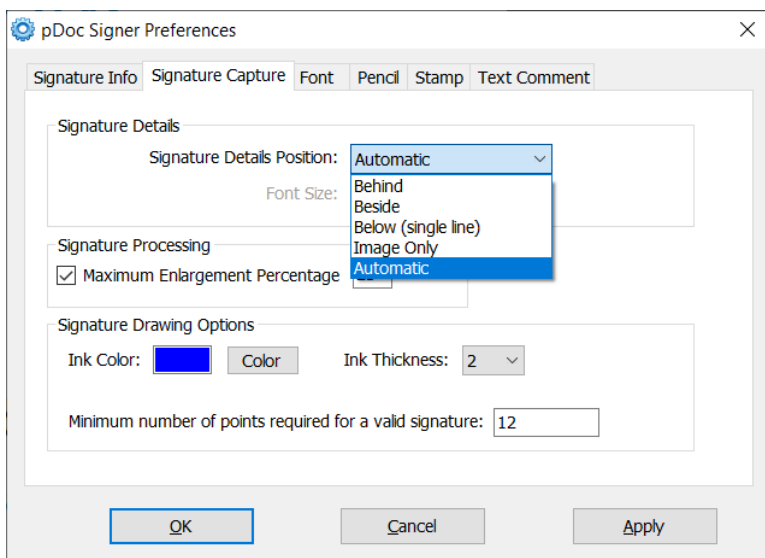 pDoc Signer Preferences
Signature Info Signature Capture Font Pencil Stamp Text Comment
Signature Details
Signature Details Position: Automatic
Font Size:
Behind
Beside
Below (single line)
Image Only
Automatic
Signature Processing
Maximum Enlargement Percentage
Signature Drawing Options
Ink Color: Color Ink Thickness: 2
Minimum number of points required for a valid signature: 12
OK Cancel Apply